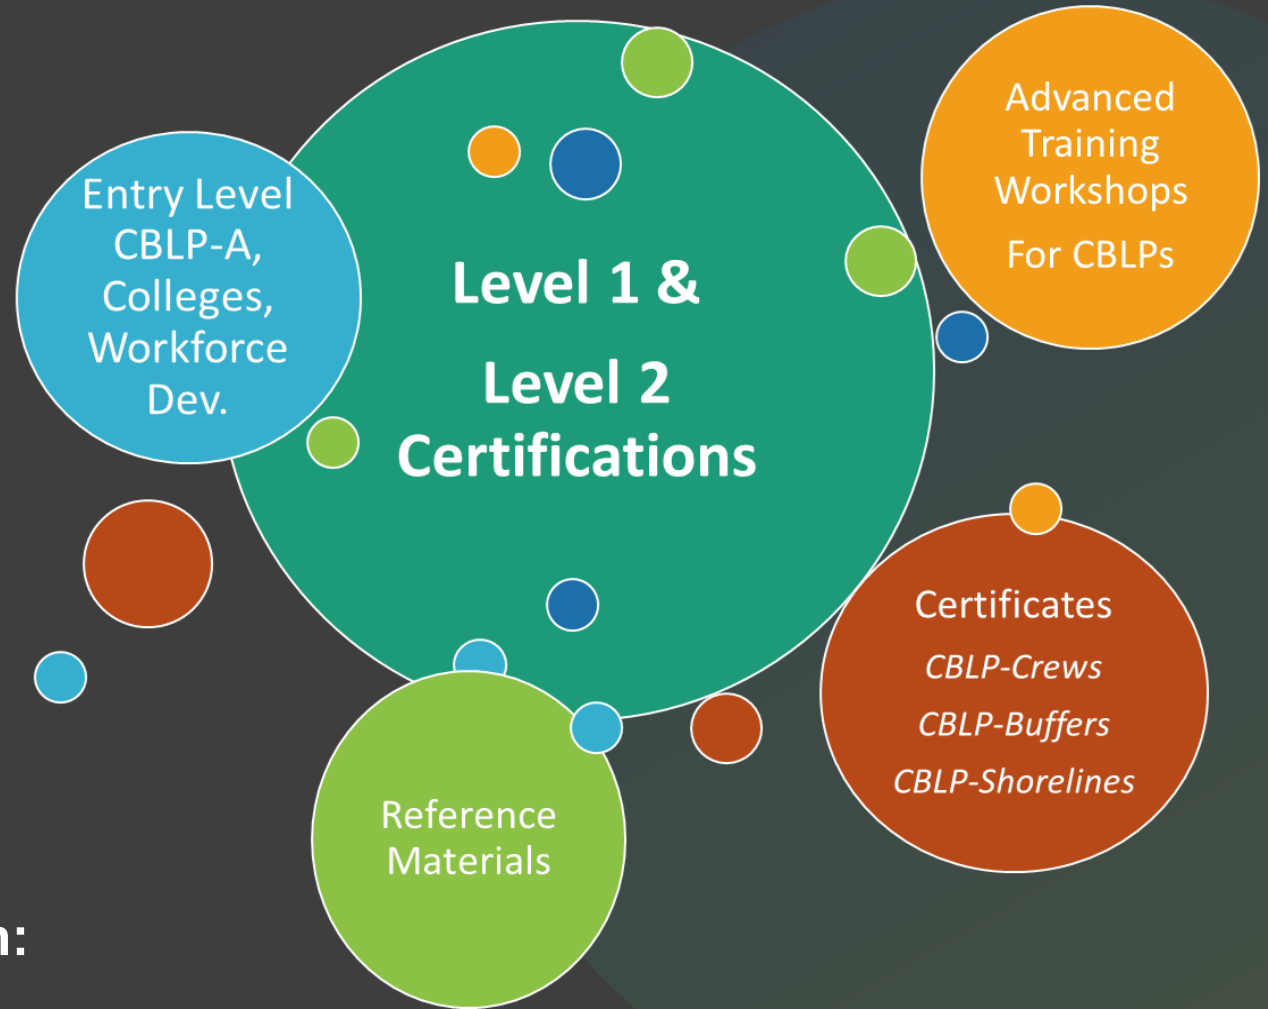 Entry Level
CBLP-A,
Colleges,
Workforce
Dev.
Level 1 &
Level 2
Certifications
Advanced
Training
Workshops
For CBLPs
Certificates
CBLP-Crews
CBLP-Buffers
CBLP-Shorelines
Reference
Materials
n: